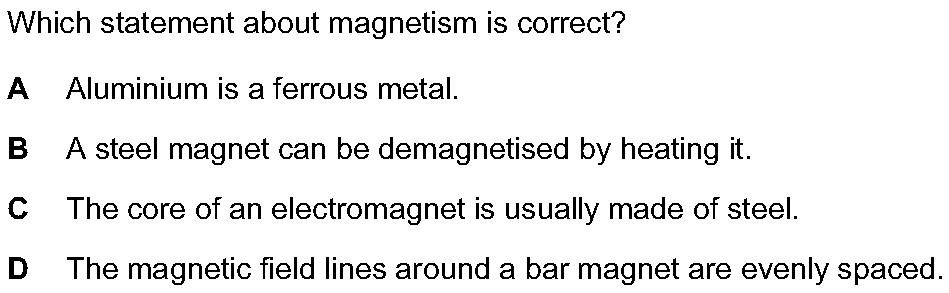 Which statement about magnetism is correct?
A Aluminium is a ferrous metal.
B A steel magnet can be demagnetised by heating it.
C The core of an electromagnet is usually made of steel.
D The magnetic field lines around a bar magnet are evenly spaced.